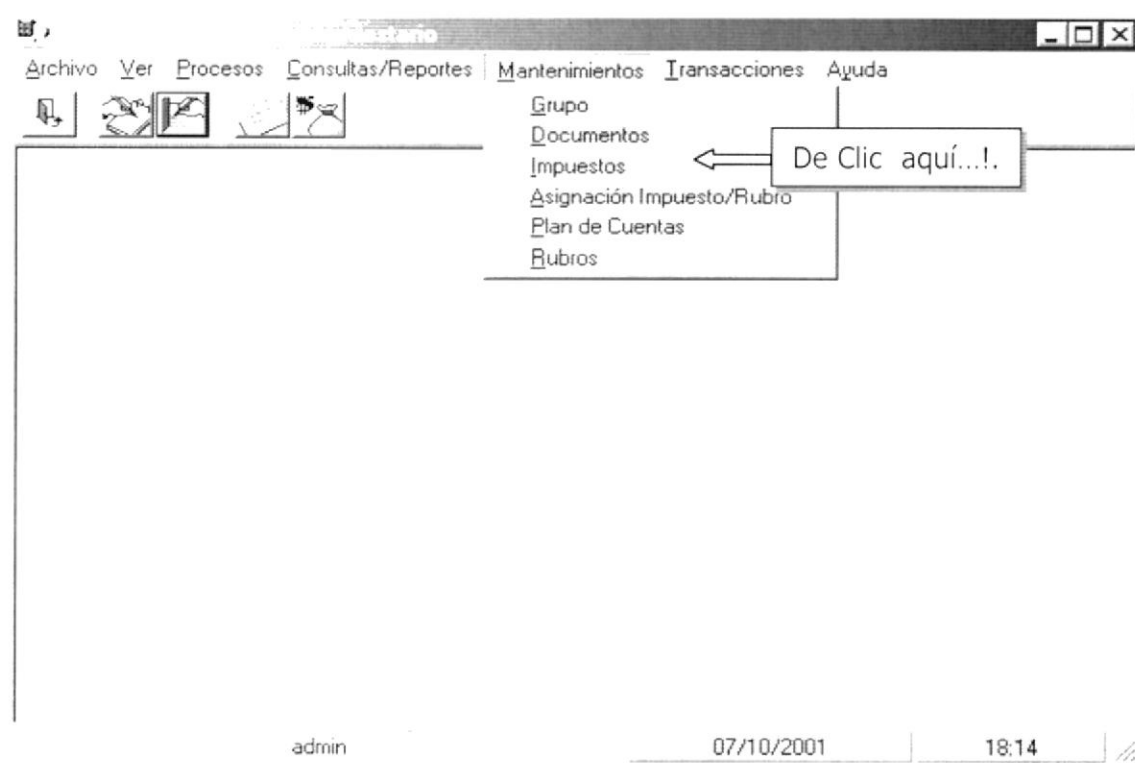 Archivo Ver Procesos Consultas/Reportes Mantenimientos Transacciones Ayuda
Grupo
Documentos
Impuestos
De Clic aquí...!.
Asignación Impuesto/Rubro
Plan de Cuentas
Rubros
admin 07/10/2001 18:14